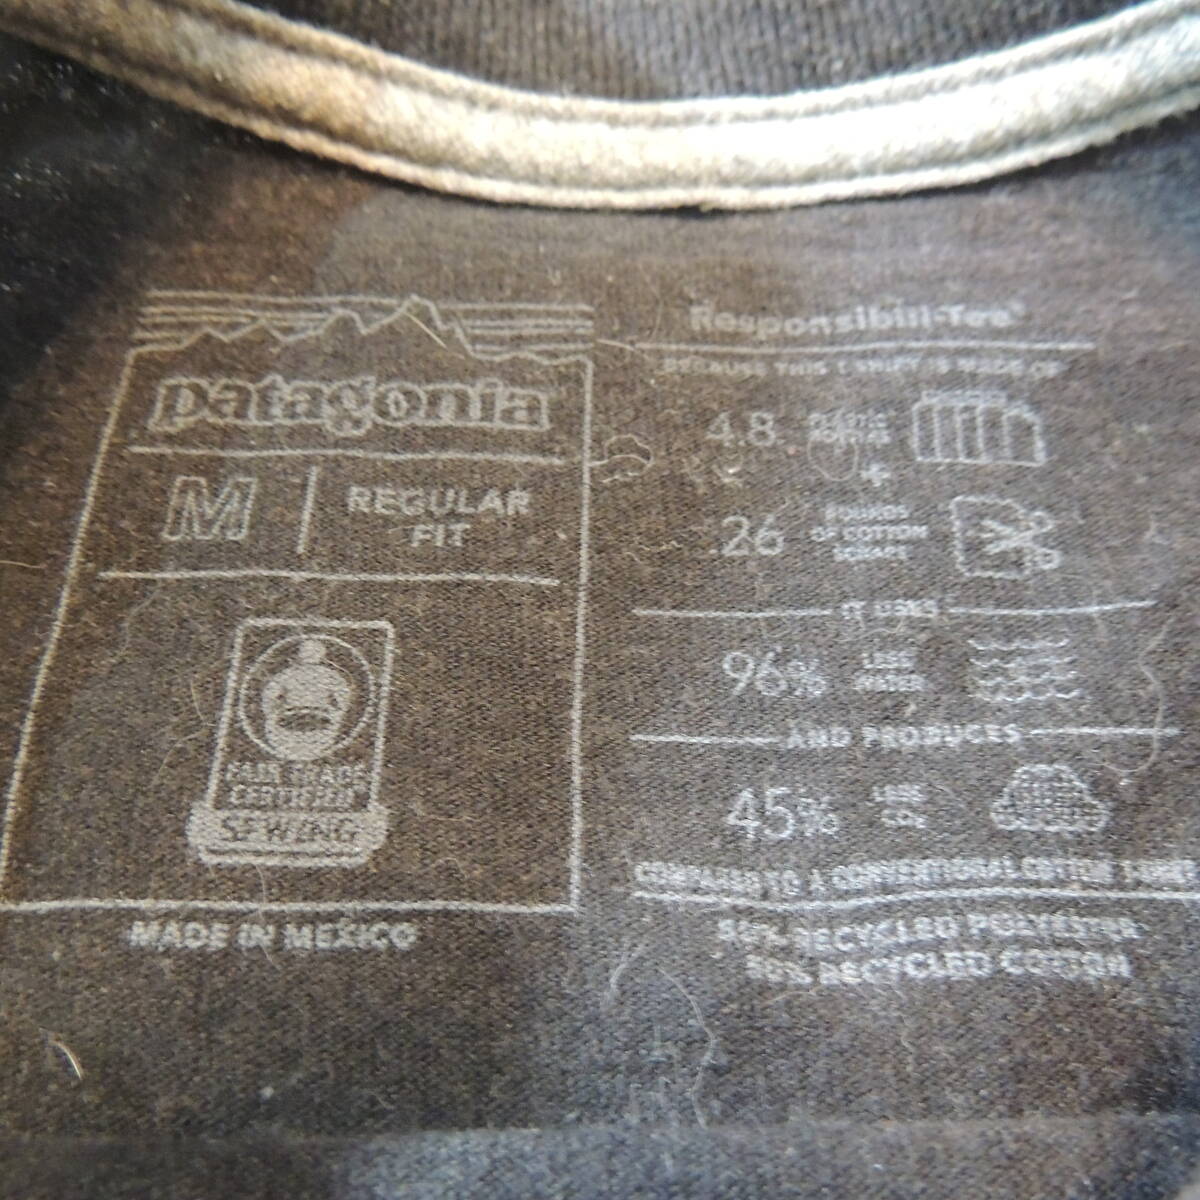 patagonia
M
REGULAR
FIT
FAIR TRADE
CERTIFIED
SEWING
MADE IN MEXICO
Responsibili-Tee®
BECAUSE THIS T-SHIRT IS MADE OF
4.8 PLASTIC
BOTTLES
+
.26 POUNDS
OF COTTON
SCRAPS
IT USES
96% LESS
WATER
AND PRODUCES
45% LESS
CO₂
COMPARED TO A CONVENTIONAL COTTON T-SHIRT
50% RECYCLED POLYESTER
50% RECYCLED COTTON